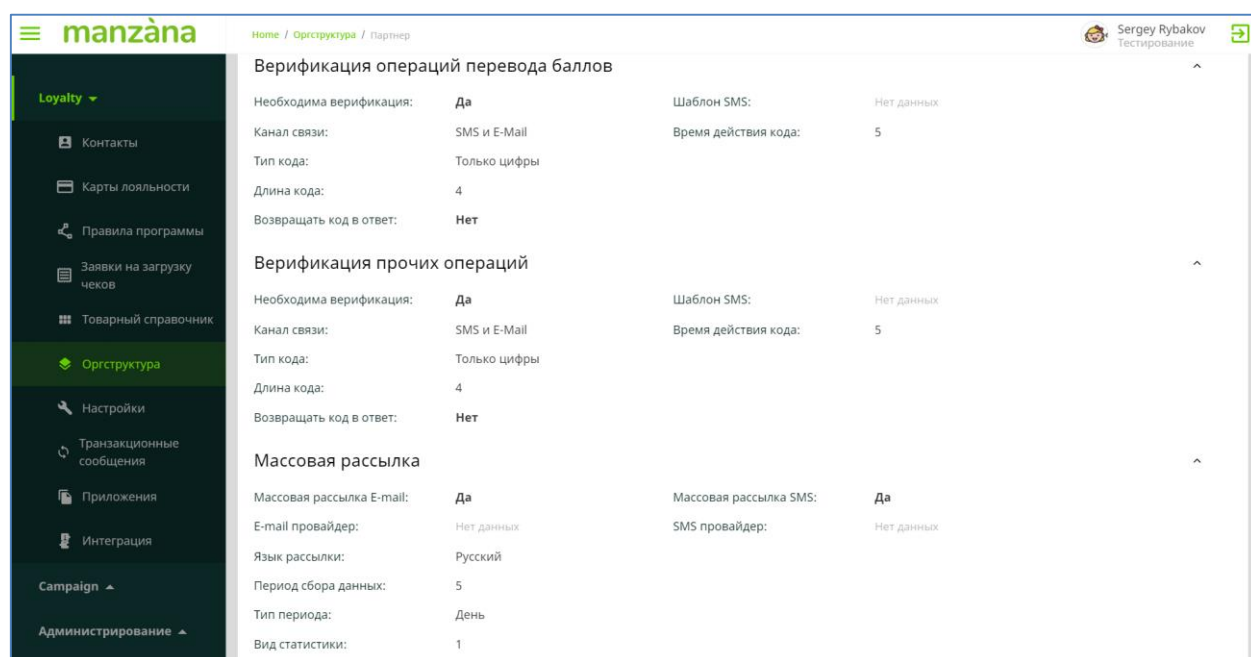 manzàna
Home / Оргструктура / Партнер
Sergey Rybakov
Тестирование
Loyalty
Контакты
Карты лояльности
Правила программы
Заявки на загрузку
чеков
Товарный справочник
Оргструктура
Настройки
Транзакционные
сообщения
Приложения
Интеграция
Campaign
Администрирование
Верификация операций перевода баллов
Необходима верификация: Да Шаблон SMS: Нет данных
Канал связи: SMS и E-Mail Время действия кода: 5
Тип кода: Только цифры
Длина кода: 4
Возвращать код в ответ: Нет
Верификация прочих операций
Необходима верификация: Да Шаблон SMS: Нет данных
Канал связи: SMS и E-Mail Время действия кода: 5
Тип кода: Только цифры
Длина кода: 4
Возвращать код в ответ: Нет
Массовая рассылка
Массовая рассылка E-mail: Да Массовая рассылка SMS: Да
E-mail провайдер: Нет данных SMS провайдер: Нет данных
Язык рассылки: Русский
Период сбора данных: 5
Тип периода: День
Вид статистики: 1